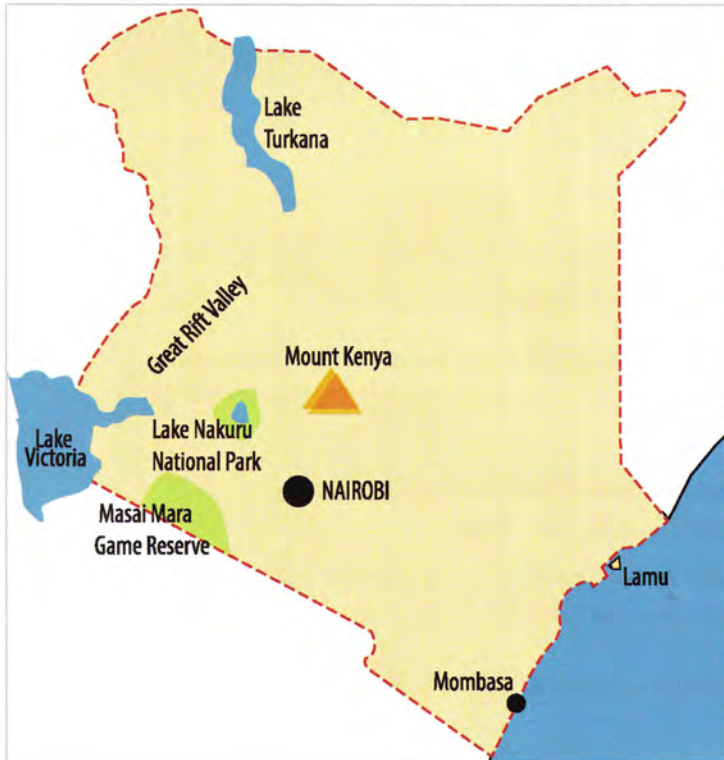 Lake
Turkana
Great Rift Valley
Mount Kenya
Lake
Victoria
Lake Nakuru
National Park
NAIROBI
Masai Mara
Game Reserve
Lamu
Mombasa